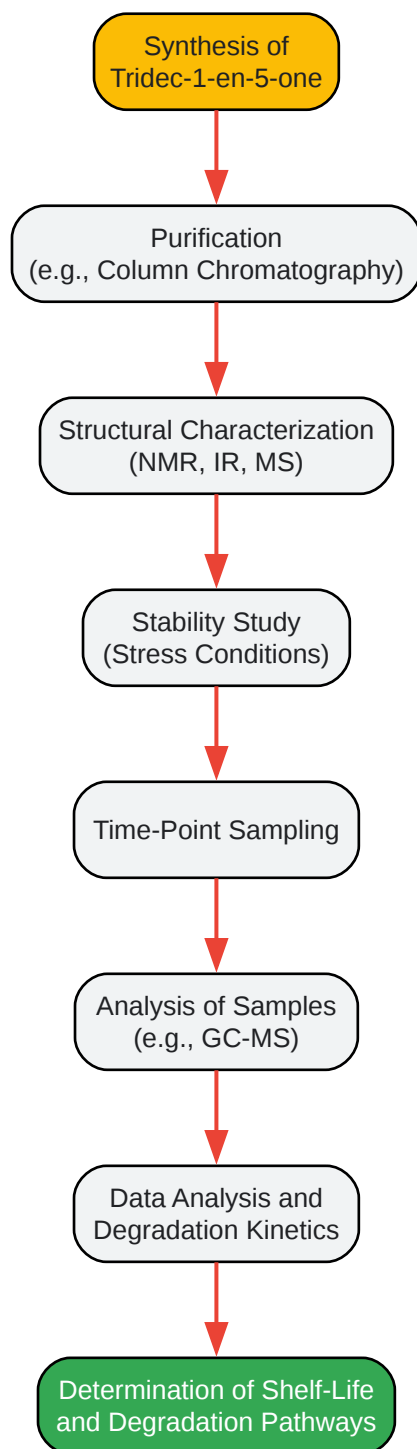 Synthesis of
Tridec-1-en-5-one
Purification
(e.g., Column Chromatography)
Structural Characterization
(NMR, IR, MS)
Stability Study
(Stress Conditions)
Time-Point Sampling
Analysis of Samples
(e.g., GC-MS)
Data Analysis and
Degradation Kinetics
Determination of Shelf-Life
and Degradation Pathways